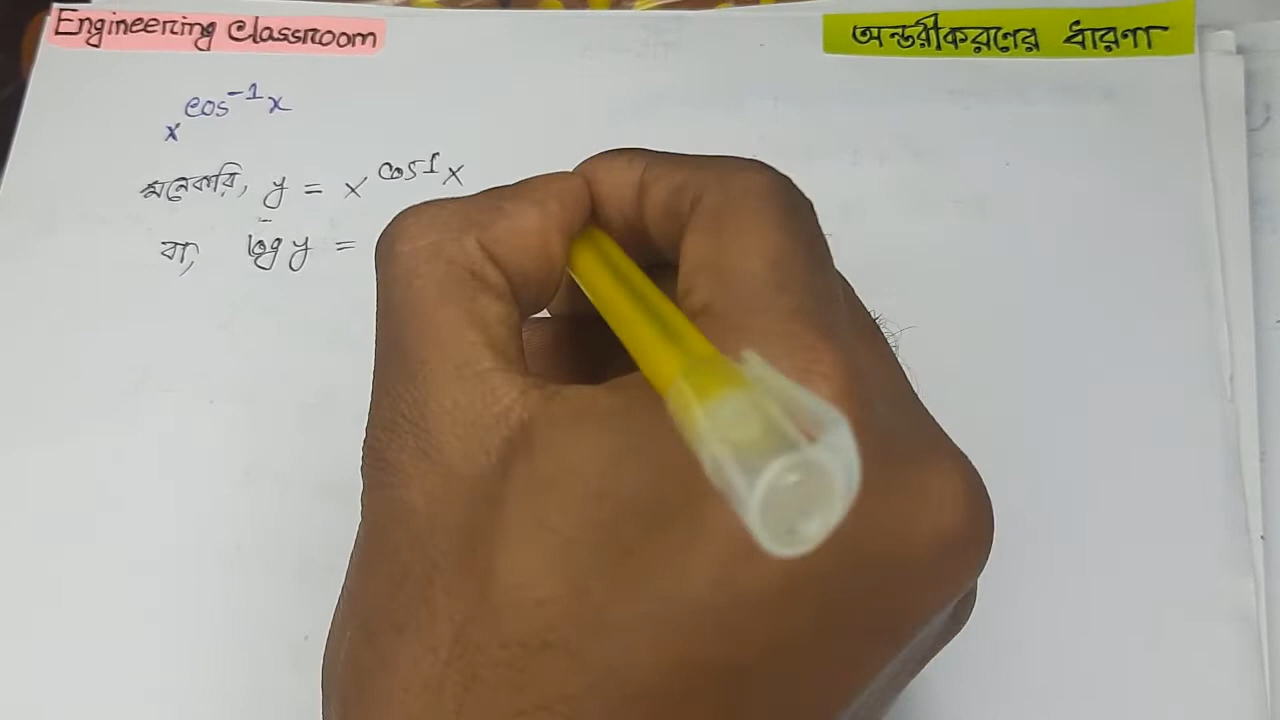 Engineering Classroom
অন্তরীকরণের ধারণা
x^cos⁻¹x
মনেকরি, y = x^cos⁻¹x
বা, log y =